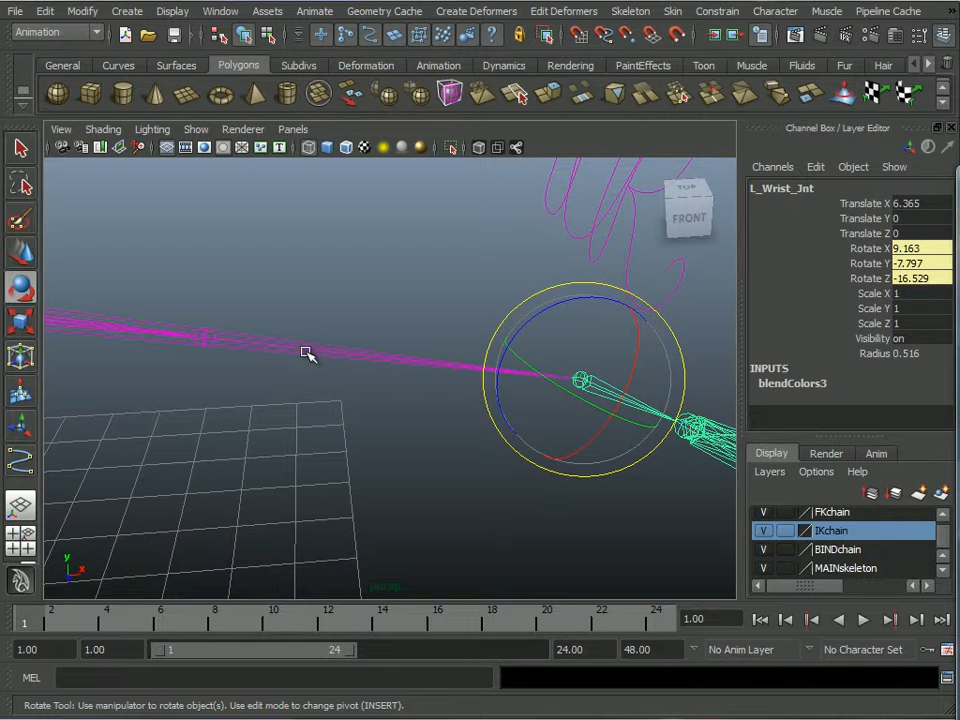 File Edit Modify Create Display Window Assets Animate Geometry Cache Create Deformers Edit Deformers Skeleton Skin Constrain Character Muscle Pipeline Cache »
Animation
General Curves Surfaces Polygons Subdivs Deformation Animation Dynamics Rendering PaintEffects Toon Muscle Fluids Fur Hair
View Shading Lighting Show Renderer Panels
Channel Box / Layer Editor
Channels Edit Object Show
L_Wrist_Jnt
Translate X 6.365
Translate Y 0
Translate Z 0
Rotate X 9.163
Rotate Y -7.797
Rotate Z -16.529
Scale X 1
Scale Y 1
Scale Z 1
Visibility on
Radius 0.516
INPUTS
blendColors3
TOP
FRONT
Display Render Anim
Layers Options Help
V FKchain
V IKchain
V BINDchain
V MAINskeleton
y
x
z
persp
1 2 4 6 8 10 12 14 16 18 20 22 24 1.00
1.00 1.00 1 24 24.00 48.00 No Anim Layer No Character Set
MEL
Rotate Tool: Use manipulator to rotate object(s). Use edit mode to change pivot (INSERT).